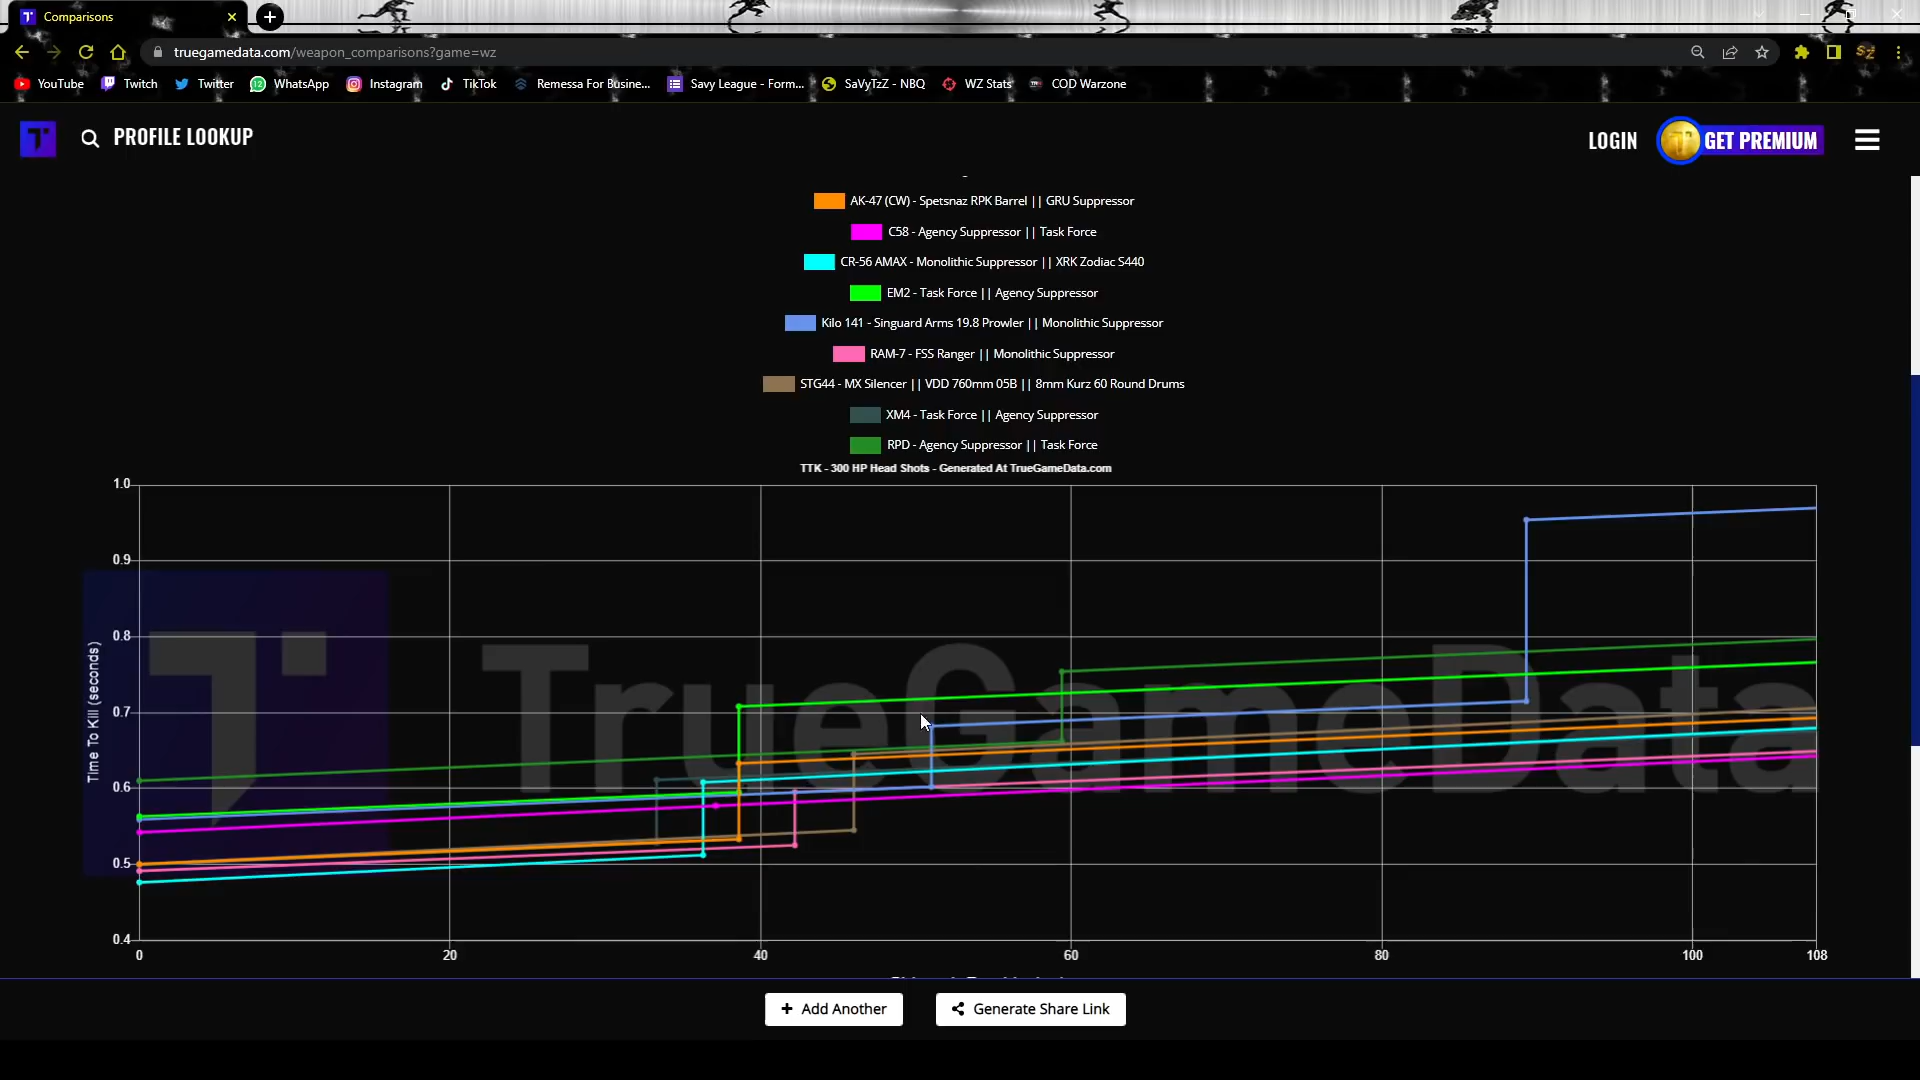 Comparisons
truegamedata.com/weapon_comparisons?game=wz
YouTube Twitch Twitter WhatsApp Instagram TikTok Remessa For Busine... Savy League - Form... SaVyTzZ - NBQ WZ Stats COD Warzone
PROFILE LOOKUP LOGIN GET PREMIUM
AK-47 (CW) - Spetsnaz RPK Barrel || GRU Suppressor
C58 - Agency Suppressor || Task Force
CR-56 AMAX - Monolithic Suppressor || XRK Zodiac S440
EM2 - Task Force || Agency Suppressor
Kilo 141 - Singuard Arms 19.8 Prowler || Monolithic Suppressor
RAM-7 - FSS Ranger || Monolithic Suppressor
STG44 - MX Silencer || VDD 760mm 05B || 8mm Kurz 60 Round Drums
XM4 - Task Force || Agency Suppressor
RPD - Agency Suppressor || Task Force
TTK - 300 HP Head Shots - Generated At TrueGameData.com
1.0
0.9
0.8
0.7
0.6
0.5
0.4
Time To Kill (seconds)
TrueGameData
0 20 40 60 80 100 108
+ Add Another Generate Share Link